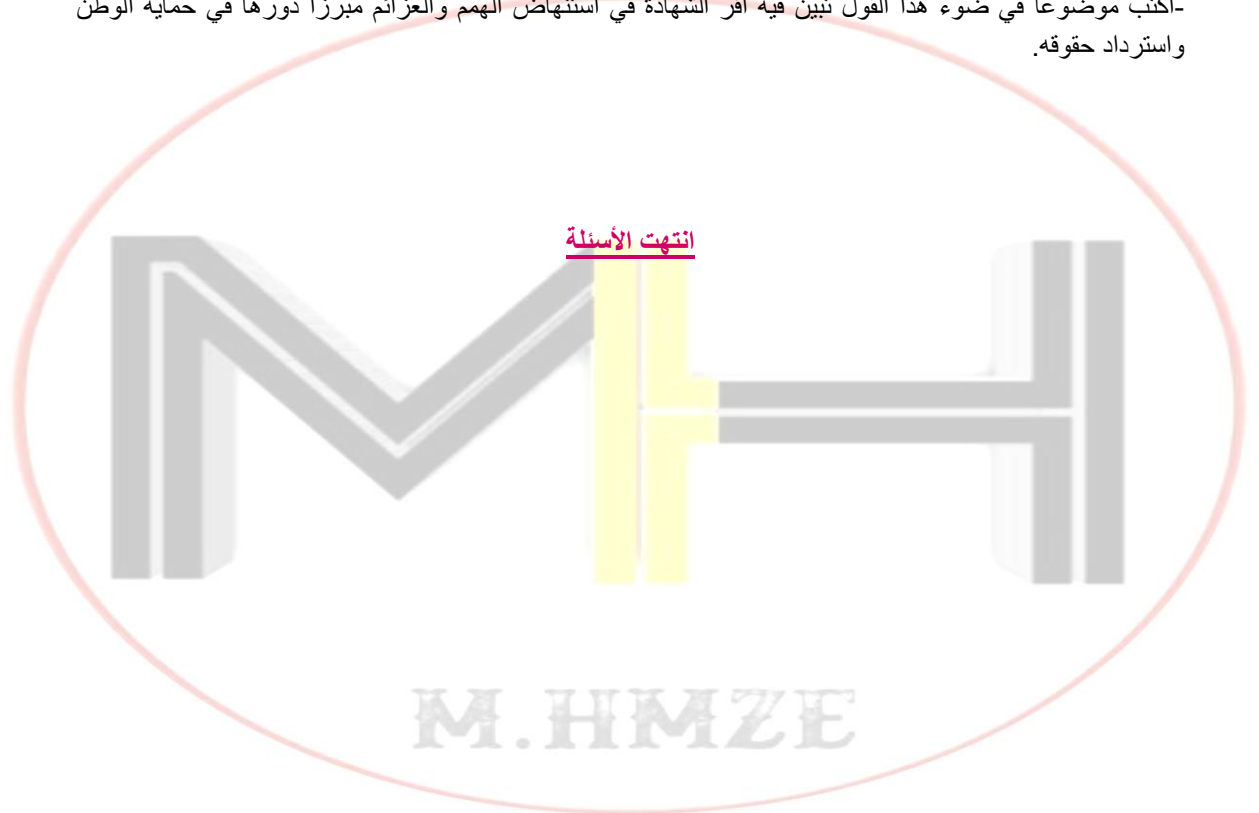 -اكتب موضوعاً في ضوء هذا القول تبين فيه أثر الشهادة في استنهاض الهمم والعزائم مبرزاً دورها في حماية الوطن
واسترداد حقوقه.
انتهت الأسئلة
MH
M.HMZE